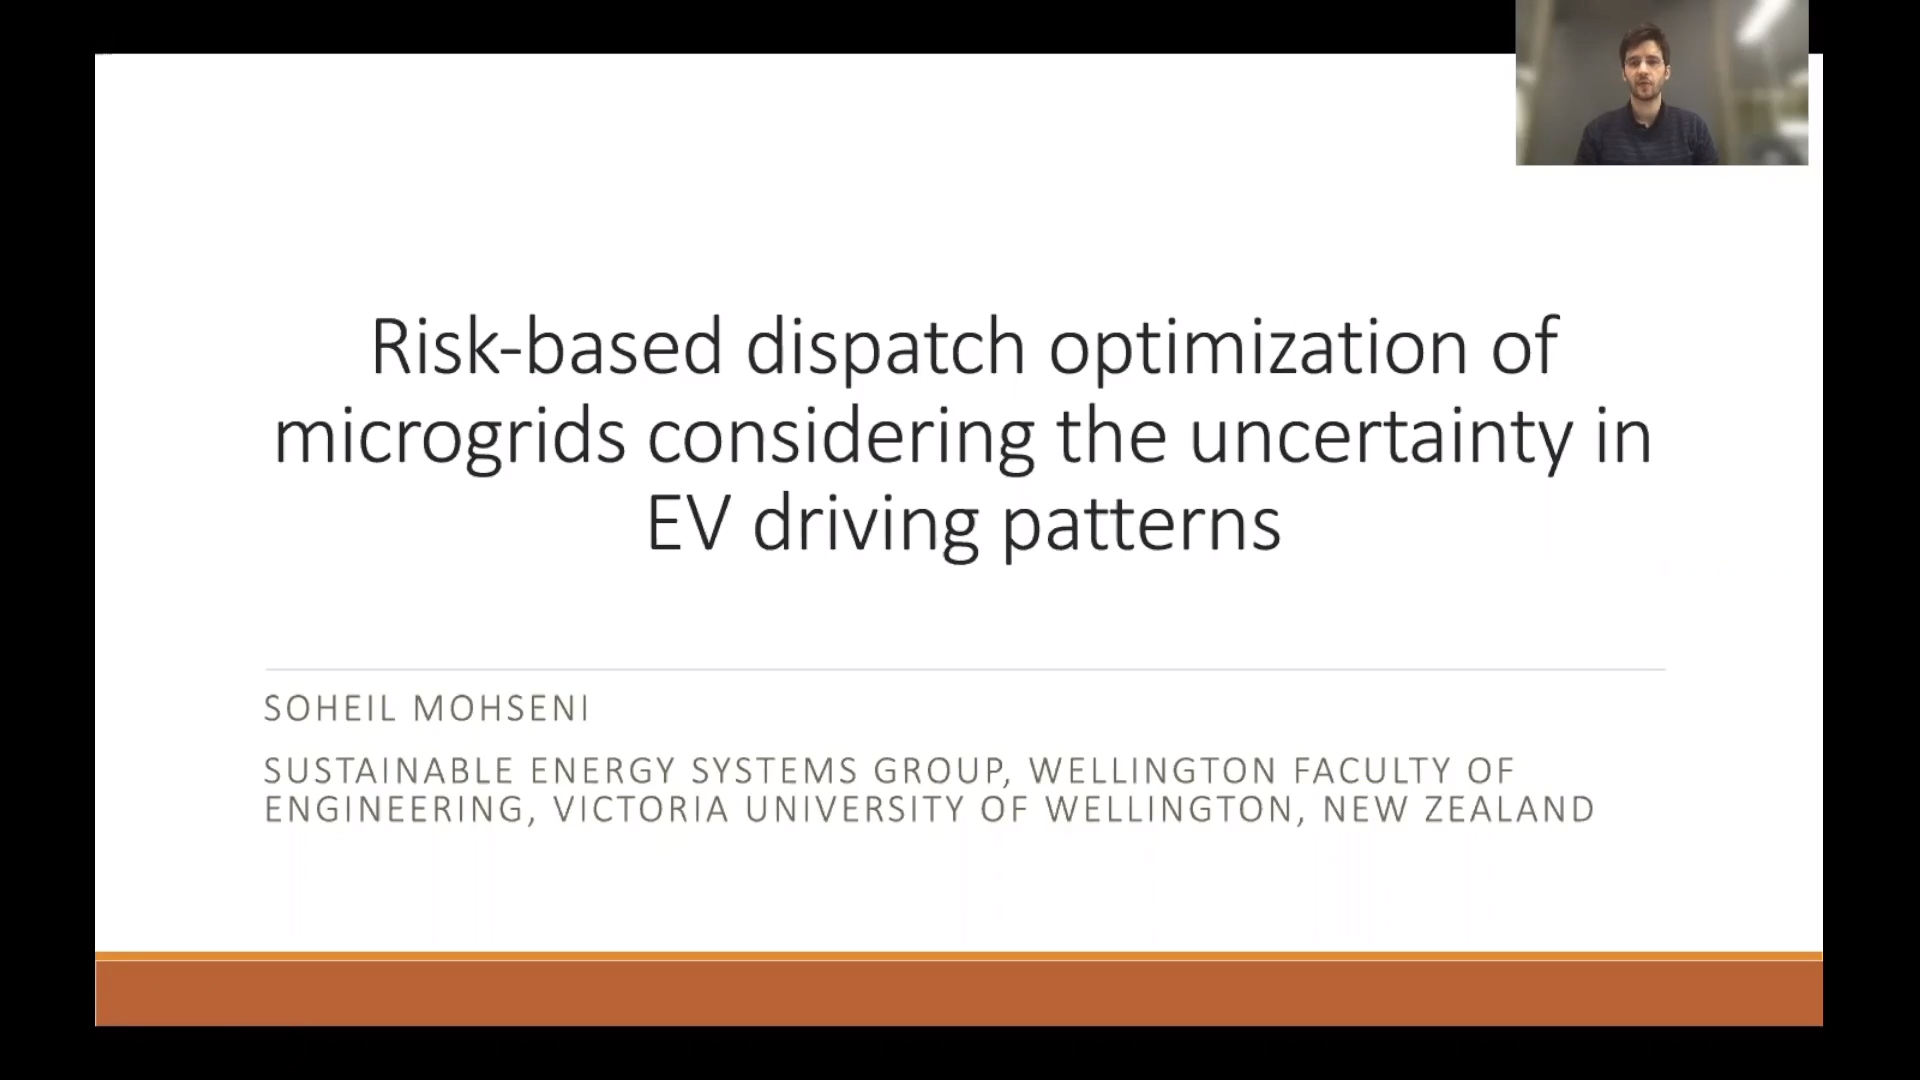 Risk-based dispatch optimization of
microgrids considering the uncertainty in
EV driving patterns
SOHEIL MOHSENI
SUSTAINABLE ENERGY SYSTEMS GROUP, WELLINGTON FACULTY OF
ENGINEERING, VICTORIA UNIVERSITY OF WELLINGTON, NEW ZEALAND